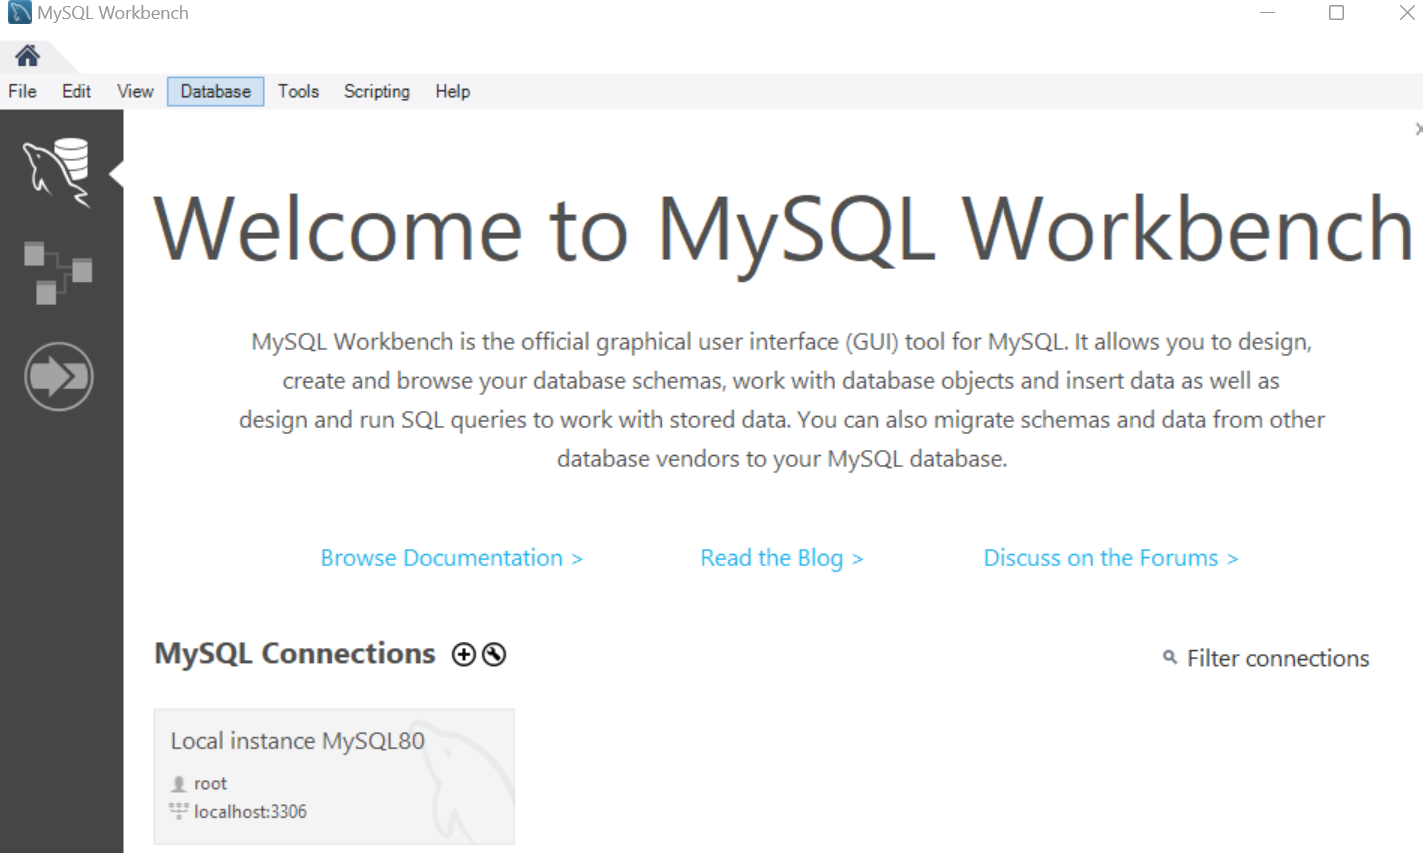 MySQL Workbench
File Edit View Database Tools Scripting Help
Welcome to MySQL Workbench
MySQL Workbench is the official graphical user interface (GUI) tool for MySQL. It allows you to design,
create and browse your database schemas, work with database objects and insert data as well as
design and run SQL queries to work with stored data. You can also migrate schemas and data from other
database vendors to your MySQL database.
Browse Documentation > Read the Blog > Discuss on the Forums >
MySQL Connections Filter connections
Local instance MySQL80
root
localhost:3306